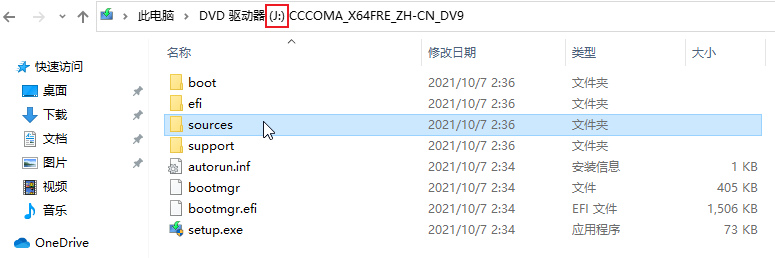 此电脑 > DVD 驱动器 (J:) CCCOMA_X64FRE_ZH-CN_DV9
名称 修改日期 类型 大小
快速访问
桌面
下载
文档
图片
视频
音乐
OneDrive
boot 2021/10/7 2:36 文件夹
efi 2021/10/7 2:36 文件夹
sources 2021/10/7 2:36 文件夹
support 2021/10/7 2:36 文件夹
autorun.inf 2021/10/7 2:34 安装信息 1 KB
bootmgr 2021/10/7 2:34 文件 405 KB
bootmgr.efi 2021/10/7 2:34 EFI 文件 1,506 KB
setup.exe 2021/10/7 2:34 应用程序 73 KB